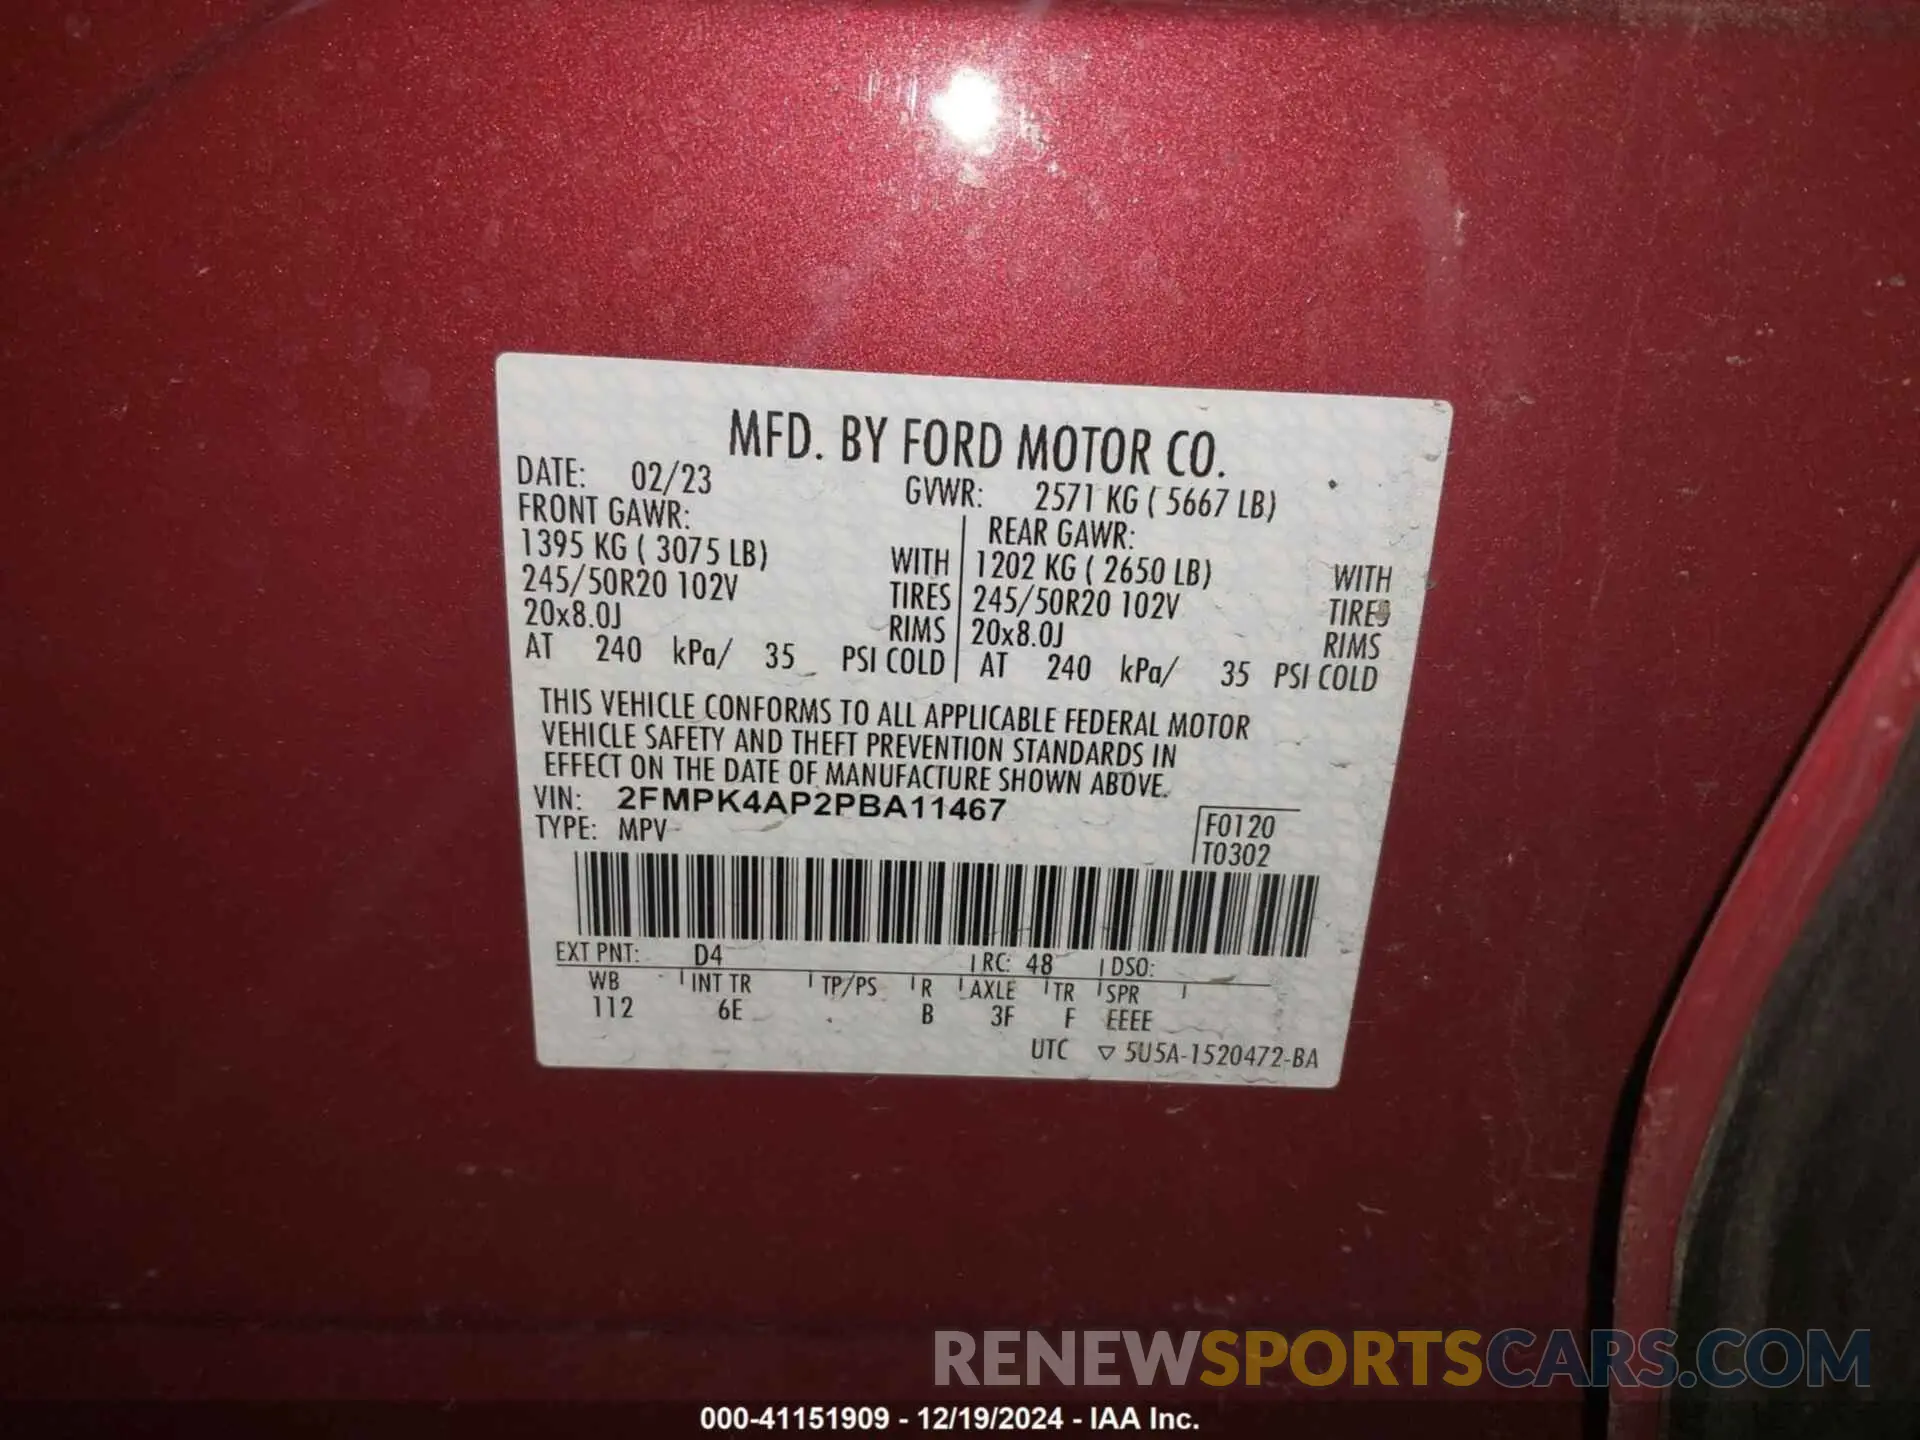 MFD. BY FORD MOTOR CO.
DATE: 02/23 GVWR: 2571 KG ( 5667 LB)
FRONT GAWR: REAR GAWR:
1395 KG ( 3075 LB) WITH 1202 KG ( 2650 LB) WITH
245/50R20 102V TIRES 245/50R20 102V TIRES
20x8.0J RIMS 20x8.0J RIMS
AT 240 kPa/ 35 PSI COLD AT 240 kPa/ 35 PSI COLD
THIS VEHICLE CONFORMS TO ALL APPLICABLE FEDERAL MOTOR
VEHICLE SAFETY AND THEFT PREVENTION STANDARDS IN
EFFECT ON THE DATE OF MANUFACTURE SHOWN ABOVE.
VIN: 2FMPK4AP2PBA11467
TYPE: MPV
F0120
T0302
EXT PNT: D4 RC: 48 DSO:
WB INT TR TP/PS R AXLE TR SPR
112 6E B 3F F EEEE
UTC ▽ 5U5A-1520472-BA
RENEWSPORTSCARS.COM
000-41151909 - 12/19/2024 - IAA Inc.